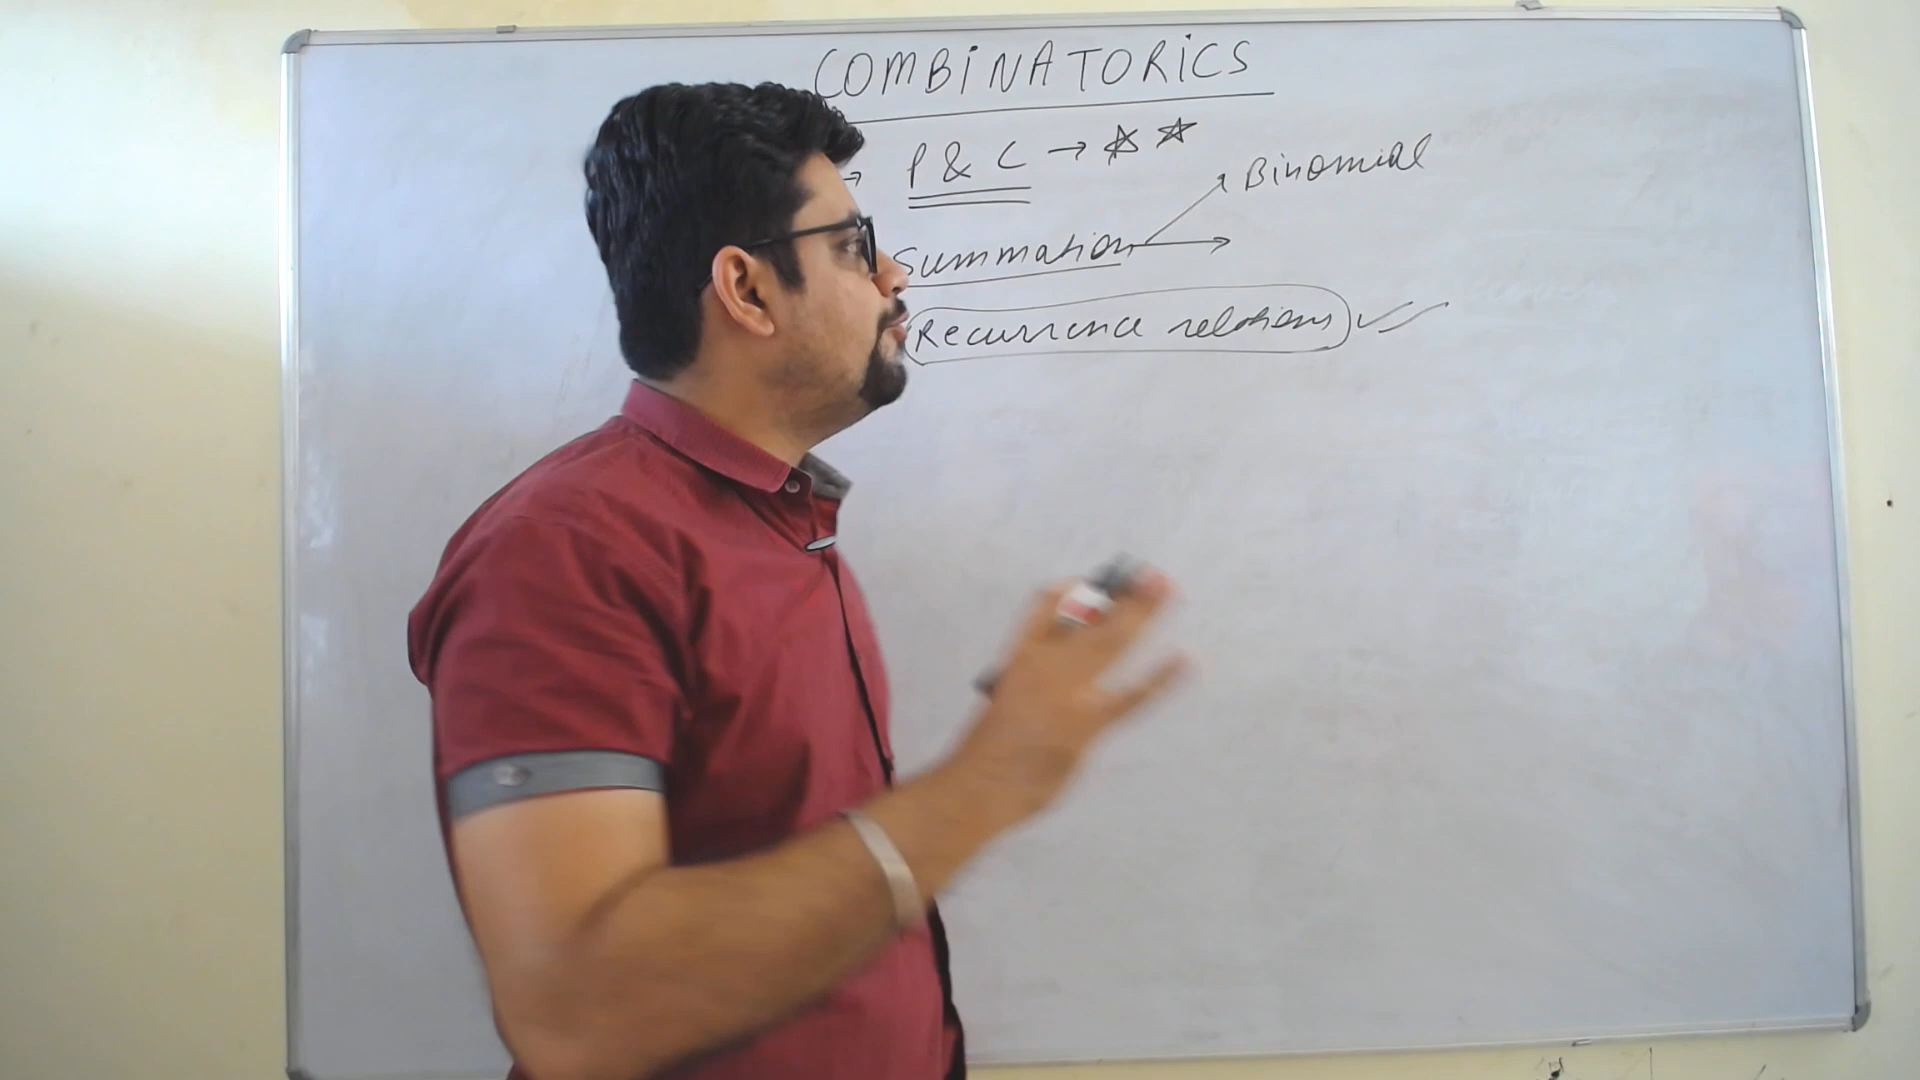 COMBINATORICS
→ P & C → ☆ ☆
Binomial
Summation →
Recurrence relations ✓✓